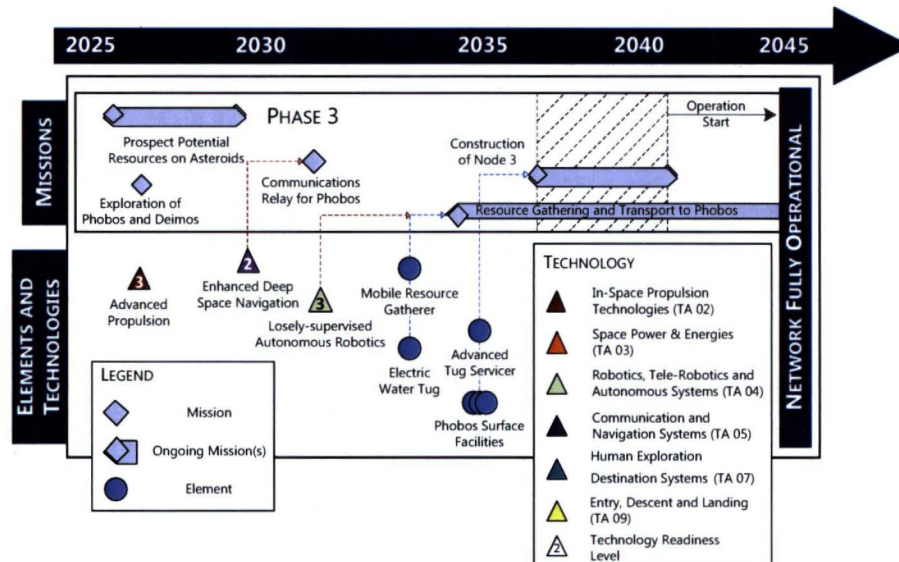 2025 2030 2035 2040 2045
MISSIONS
PHASE 3
Operation
Start
Prospect Potential
Resources on Asteroids
Construction
of Node 3
Communications
Relay for Phobos
Exploration of
Phobos and Deimos
Resource Gathering and Transport to Phobos
NETWORK FULLY OPERATIONAL
ELEMENTS AND
TECHNOLOGIES
3
Advanced
Propulsion
2
Enhanced Deep
Space Navigation
3
Losely-supervised
Autonomous Robotics
Mobile Resource
Gatherer
Electric
Water Tug
Advanced
Tug Servicer
Phobos Surface
Facilities
LEGEND
Mission
Ongoing Mission(s)
Element
TECHNOLOGY
In-Space Propulsion
Technologies (TA 02)
Space Power & Energies
(TA 03)
Robotics, Tele-Robotics and
Autonomous Systems (TA 04)
Communication and
Navigation Systems (TA 05)
Human Exploration
Destination Systems (TA 07)
Entry, Descent and Landing
(TA 09)
2
Technology Readiness
Level